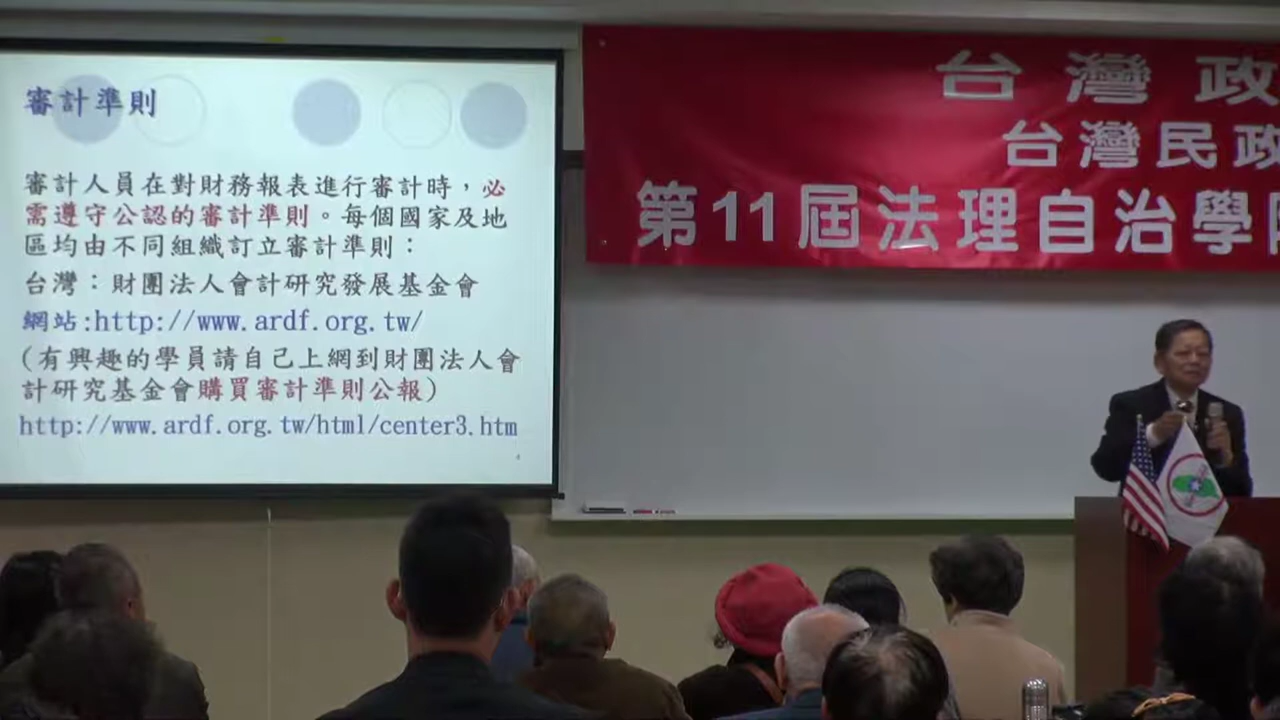 審計準則
審計人員在對財務報表進行審計時，必
需遵守公認的審計準則。每個國家及地
區均由不同組織訂立審計準則：
台灣：財團法人會計研究發展基金會
網站:http://www.ardf.org.tw/
(有興趣的學員請自己上網到財團法人會
計研究基金會購買審計準則公報)
http://www.ardf.org.tw/html/center3.htm
台灣政
台灣民政
第11屆法理自治學